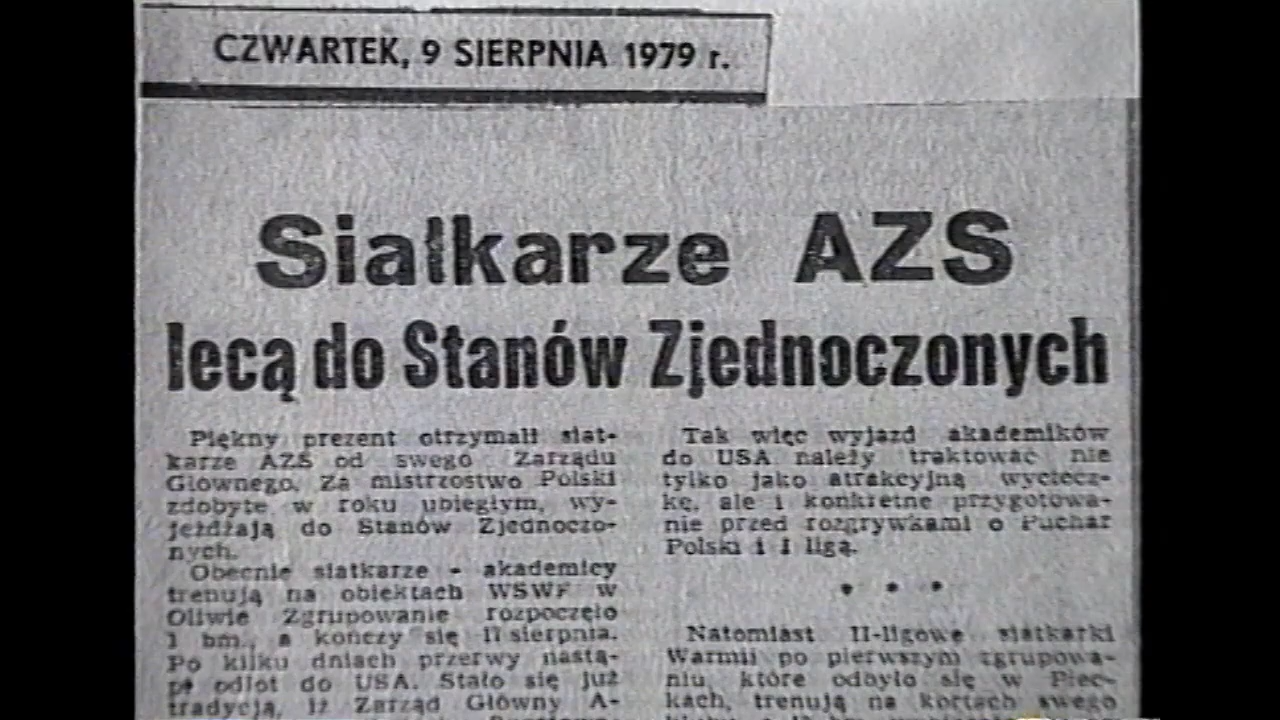 CZWARTEK, 9 SIERPNIA 1979 r.
Siatkarze AZS
lecą do Stanów Zjednoczonych
Piękny prezent otrzymali siat-
karze AZS od swego Zarządu
Głównego. Za mistrzostwo Polski
zdobyte w roku ubiegłym, wy-
jeżdżają do Stanów Zjednoczo-
nych.
Obecnie siatkarze - akademicy
trenują na obiektach WSWF w
Oliwie Zgrupowanie rozpoczęło
1 bm., a kończy się 11 sierpnia.
Po kilku dniach przerwy nastą-
pi odlot do USA. Stało się już
tradycją, iż Zarząd Główny A-
Tak więc wyjazd akademików
do USA należy traktować nie
tylko jako atrakcyjną wyciecz-
kę, ale i konkretne przygotowa-
nie przed rozgrywkami o Puchar
Polski i I ligą.
• • •
Natomiast II-ligowe siatkarki
Warmii po pierwszym zgrupowa-
niu, które odbyło się w Piec-
kach, trenują na kortach swego